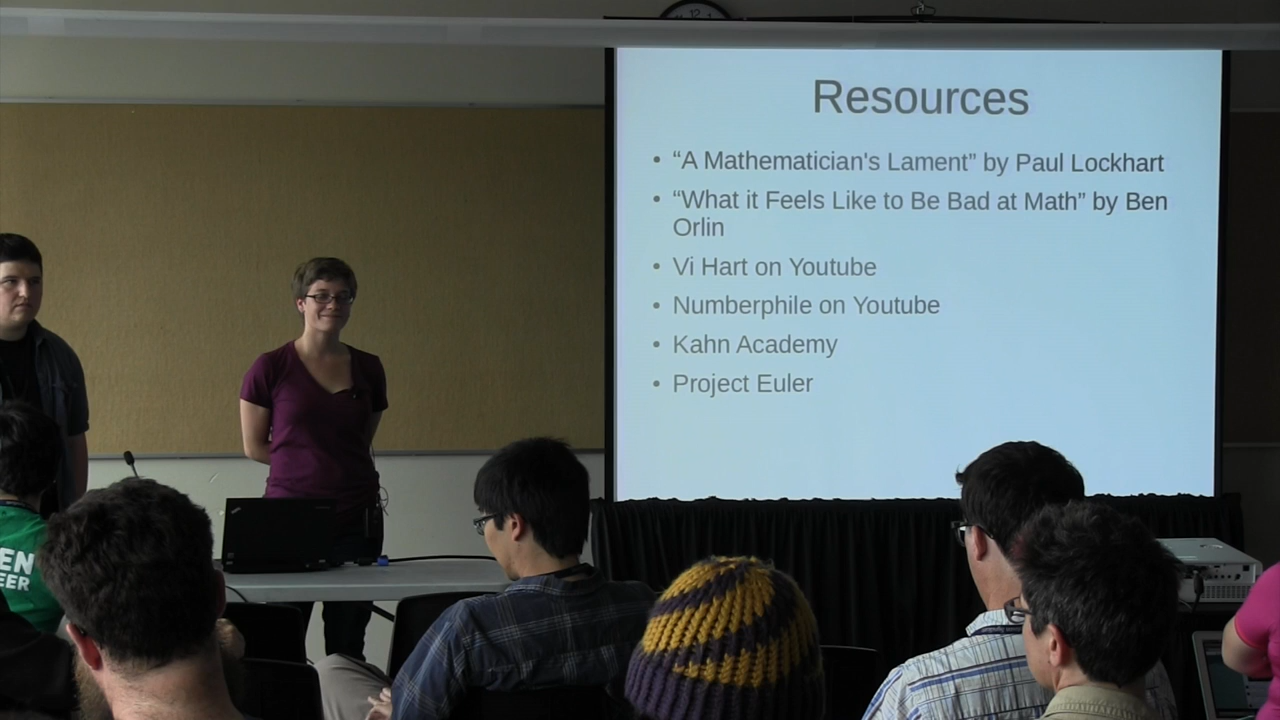 12
Resources
• “A Mathematician's Lament” by Paul Lockhart
• “What it Feels Like to Be Bad at Math” by Ben
Orlin
• Vi Hart on Youtube
• Numberphile on Youtube
• Kahn Academy
• Project Euler
EN
EER